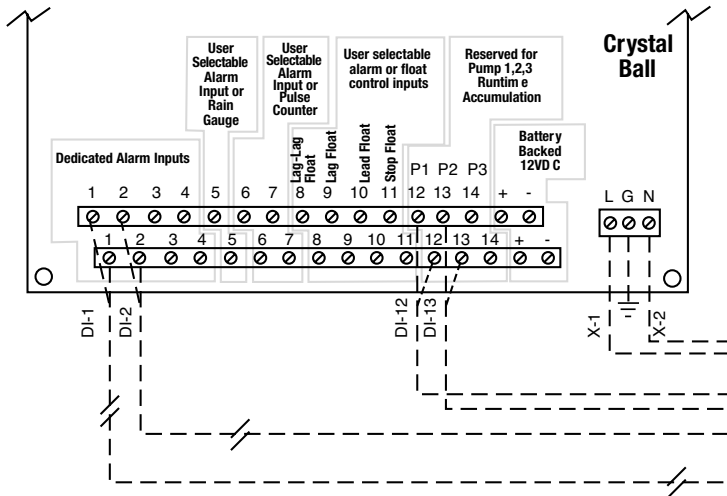 Crystal
Ball
User
Selectable
Alarm
Input or
Rain
Gauge
User
Selectable
Alarm
Input or
Pulse
Counter
User selectable
alarm or float
control inputs
Reserved for
Pump 1,2,3
Runtim e
Accumulation
Battery
Backed
12VD C
Dedicated Alarm Inputs
Lag-Lag
Float
Lag Float
Lead Float
Stop Float
P1 P2 P3
1 2 3 4 5 6 7 8 9 10 11 12 13 14 + -
1 2 3 4 5 6 7 8 9 10 11 12 13 14 + -
L G N
DI-1
DI-2
DI-12
DI-13
X-1
X-2